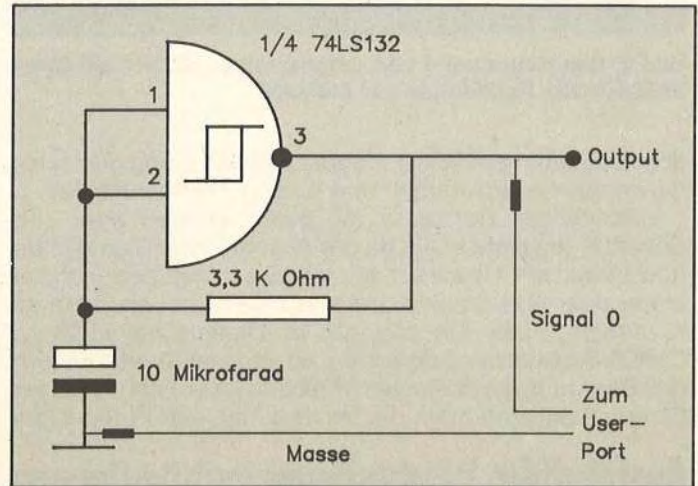 1/4 74LS132
1
2
3
Output
3,3 K Ohm
Signal 0
10 Mikrofarad
Zum
User-
Port
Masse